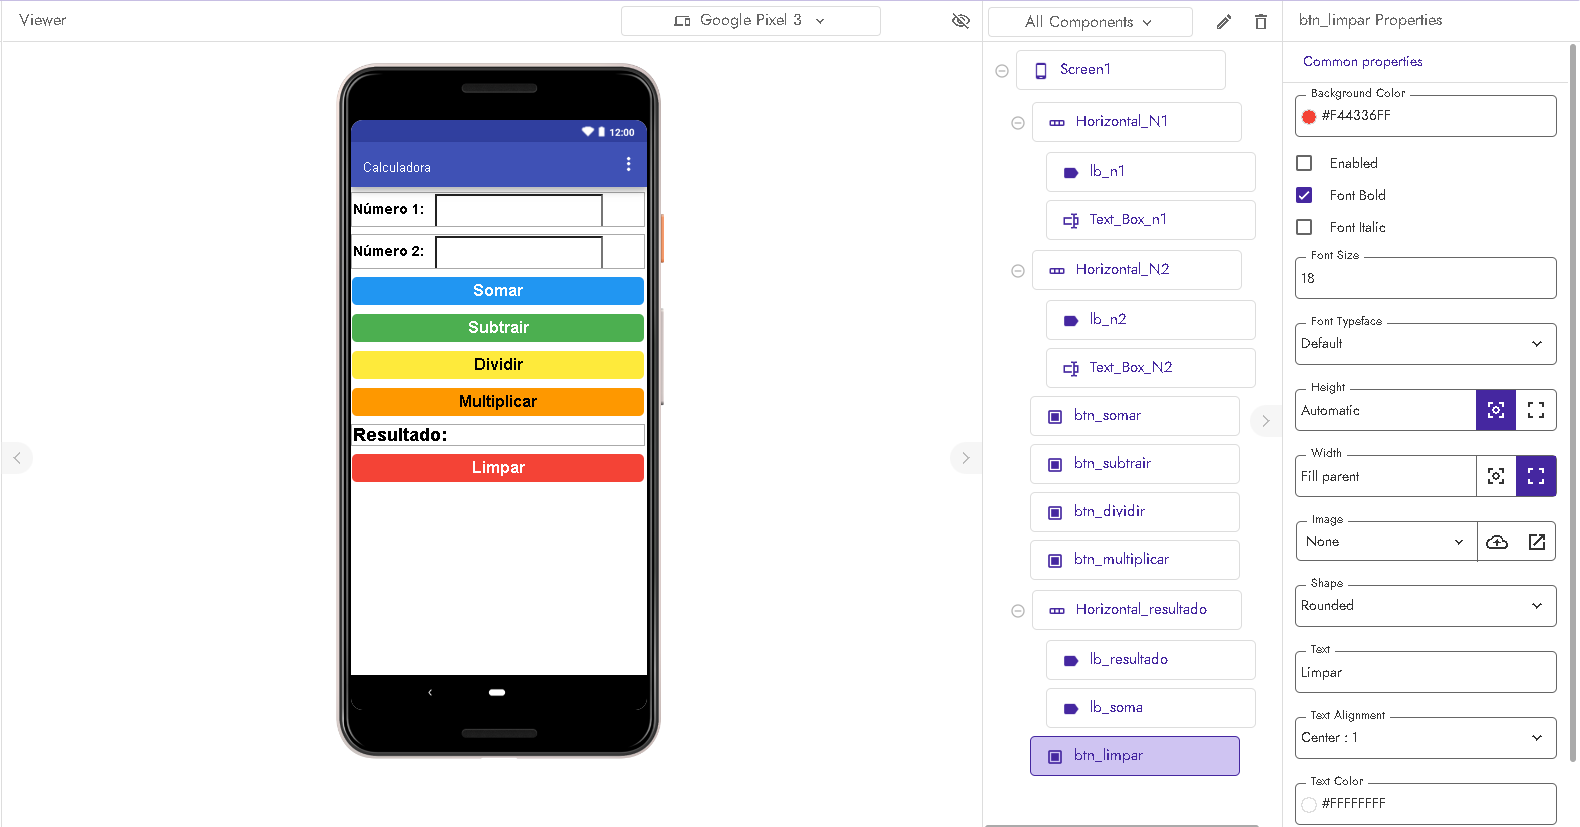 Viewer
Google Pixel 3
12:00
Calculadora
Número 1:
Número 2:
Somar
Subtrair
Dividir
Multiplicar
Resultado:
Limpar
All Components
Screen1
Horizontal_N1
lb_n1
Text_Box_n1
Horizontal_N2
lb_n2
Text_Box_N2
btn_somar
btn_subtrair
btn_dividir
btn_multiplicar
Horizontal_resultado
lb_resultado
lb_soma
btn_limpar
btn_limpar Properties
Common properties
Background Color
#F44336FF
Enabled
Font Bold
Font Italic
Font Size
18
Font Typeface
Default
Height
Automatic
Width
Fill parent
Image
None
Shape
Rounded
Text
Limpar
Text Alignment
Center : 1
Text Color
#FFFFFFFF